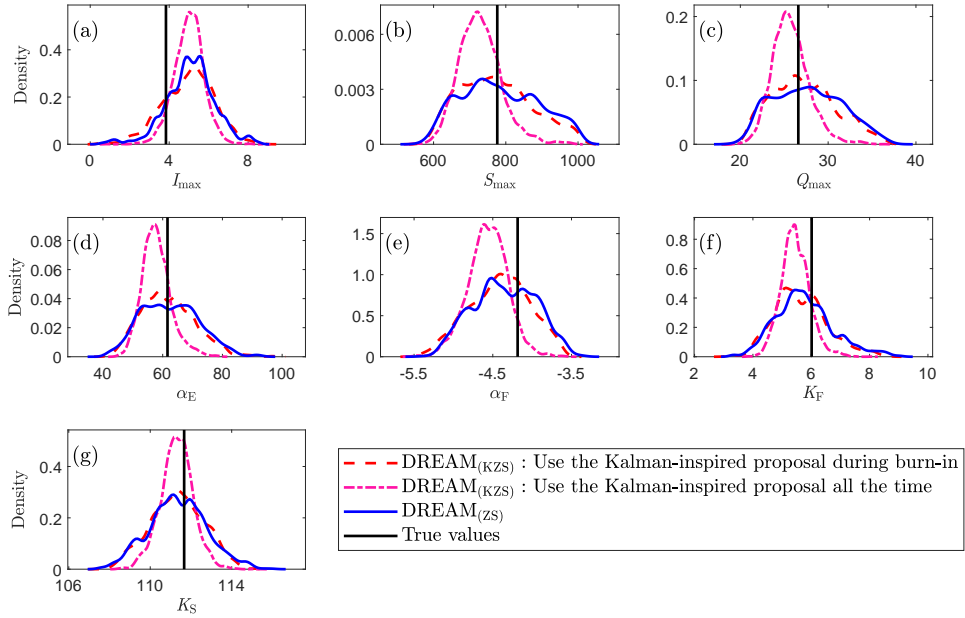 (a)
Density
0.4
0.2
0
0
4
8
I_max
(b)
0.006
0.003
0
600
800
1000
S_max
(c)
0.2
0.1
0
20
30
40
Q_max
(d)
Density
0.08
0.06
0.04
0.02
0
40
60
80
100
α_E
(e)
1.5
1.0
0.5
0
-5.5
-4.5
-3.5
α_F
(f)
0.8
0.6
0.4
0.2
0
2
4
6
8
10
K_F
(g)
Density
0.4
0.2
0
106
110
114
K_S
DREAM_(KZS) : Use the Kalman-inspired proposal during burn-in
DREAM_(KZS) : Use the Kalman-inspired proposal all the time
DREAM_(ZS)
True values